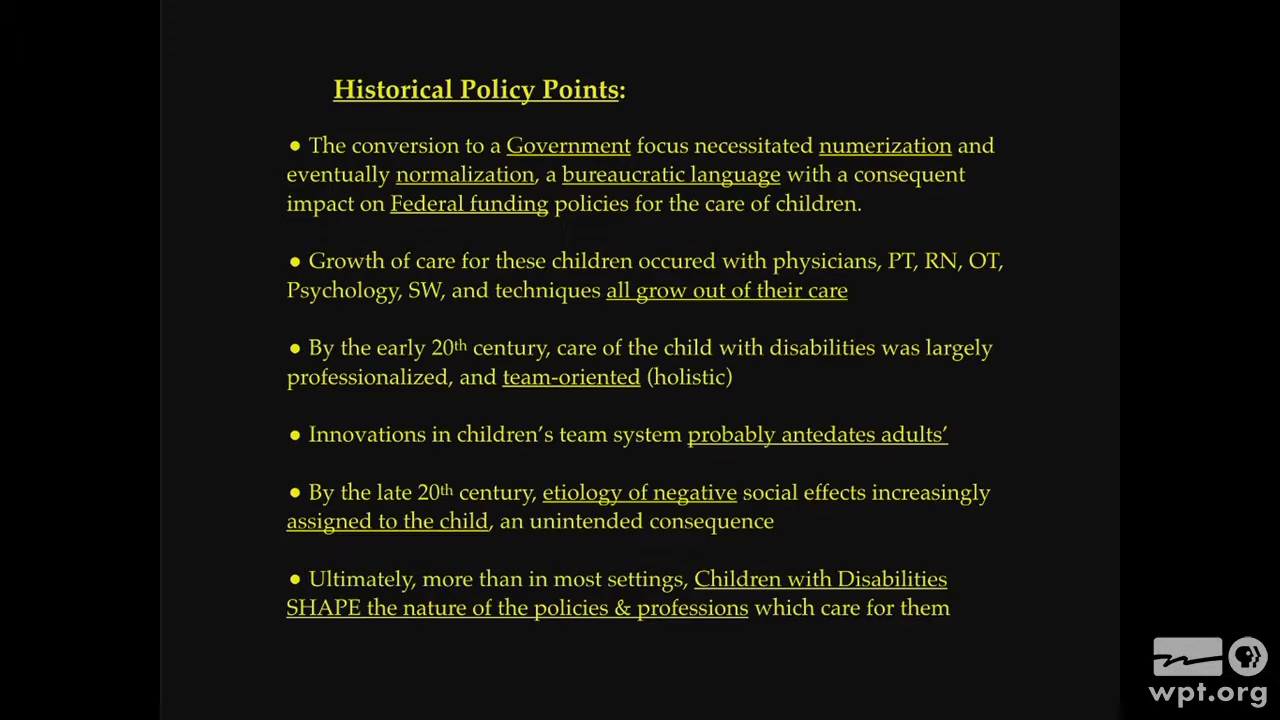 Historical Policy Points:
● The conversion to a Government focus necessitated numerization and
eventually normalization, a bureaucratic language with a consequent
impact on Federal funding policies for the care of children.
● Growth of care for these children occured with physicians, PT, RN, OT,
Psychology, SW, and techniques all grow out of their care
● By the early 20th century, care of the child with disabilities was largely
professionalized, and team-oriented (holistic)
● Innovations in children's team system probably antedates adults'
● By the late 20th century, etiology of negative social effects increasingly
assigned to the child, an unintended consequence
● Ultimately, more than in most settings, Children with Disabilities
SHAPE the nature of the policies & professions which care for them
wpt.org